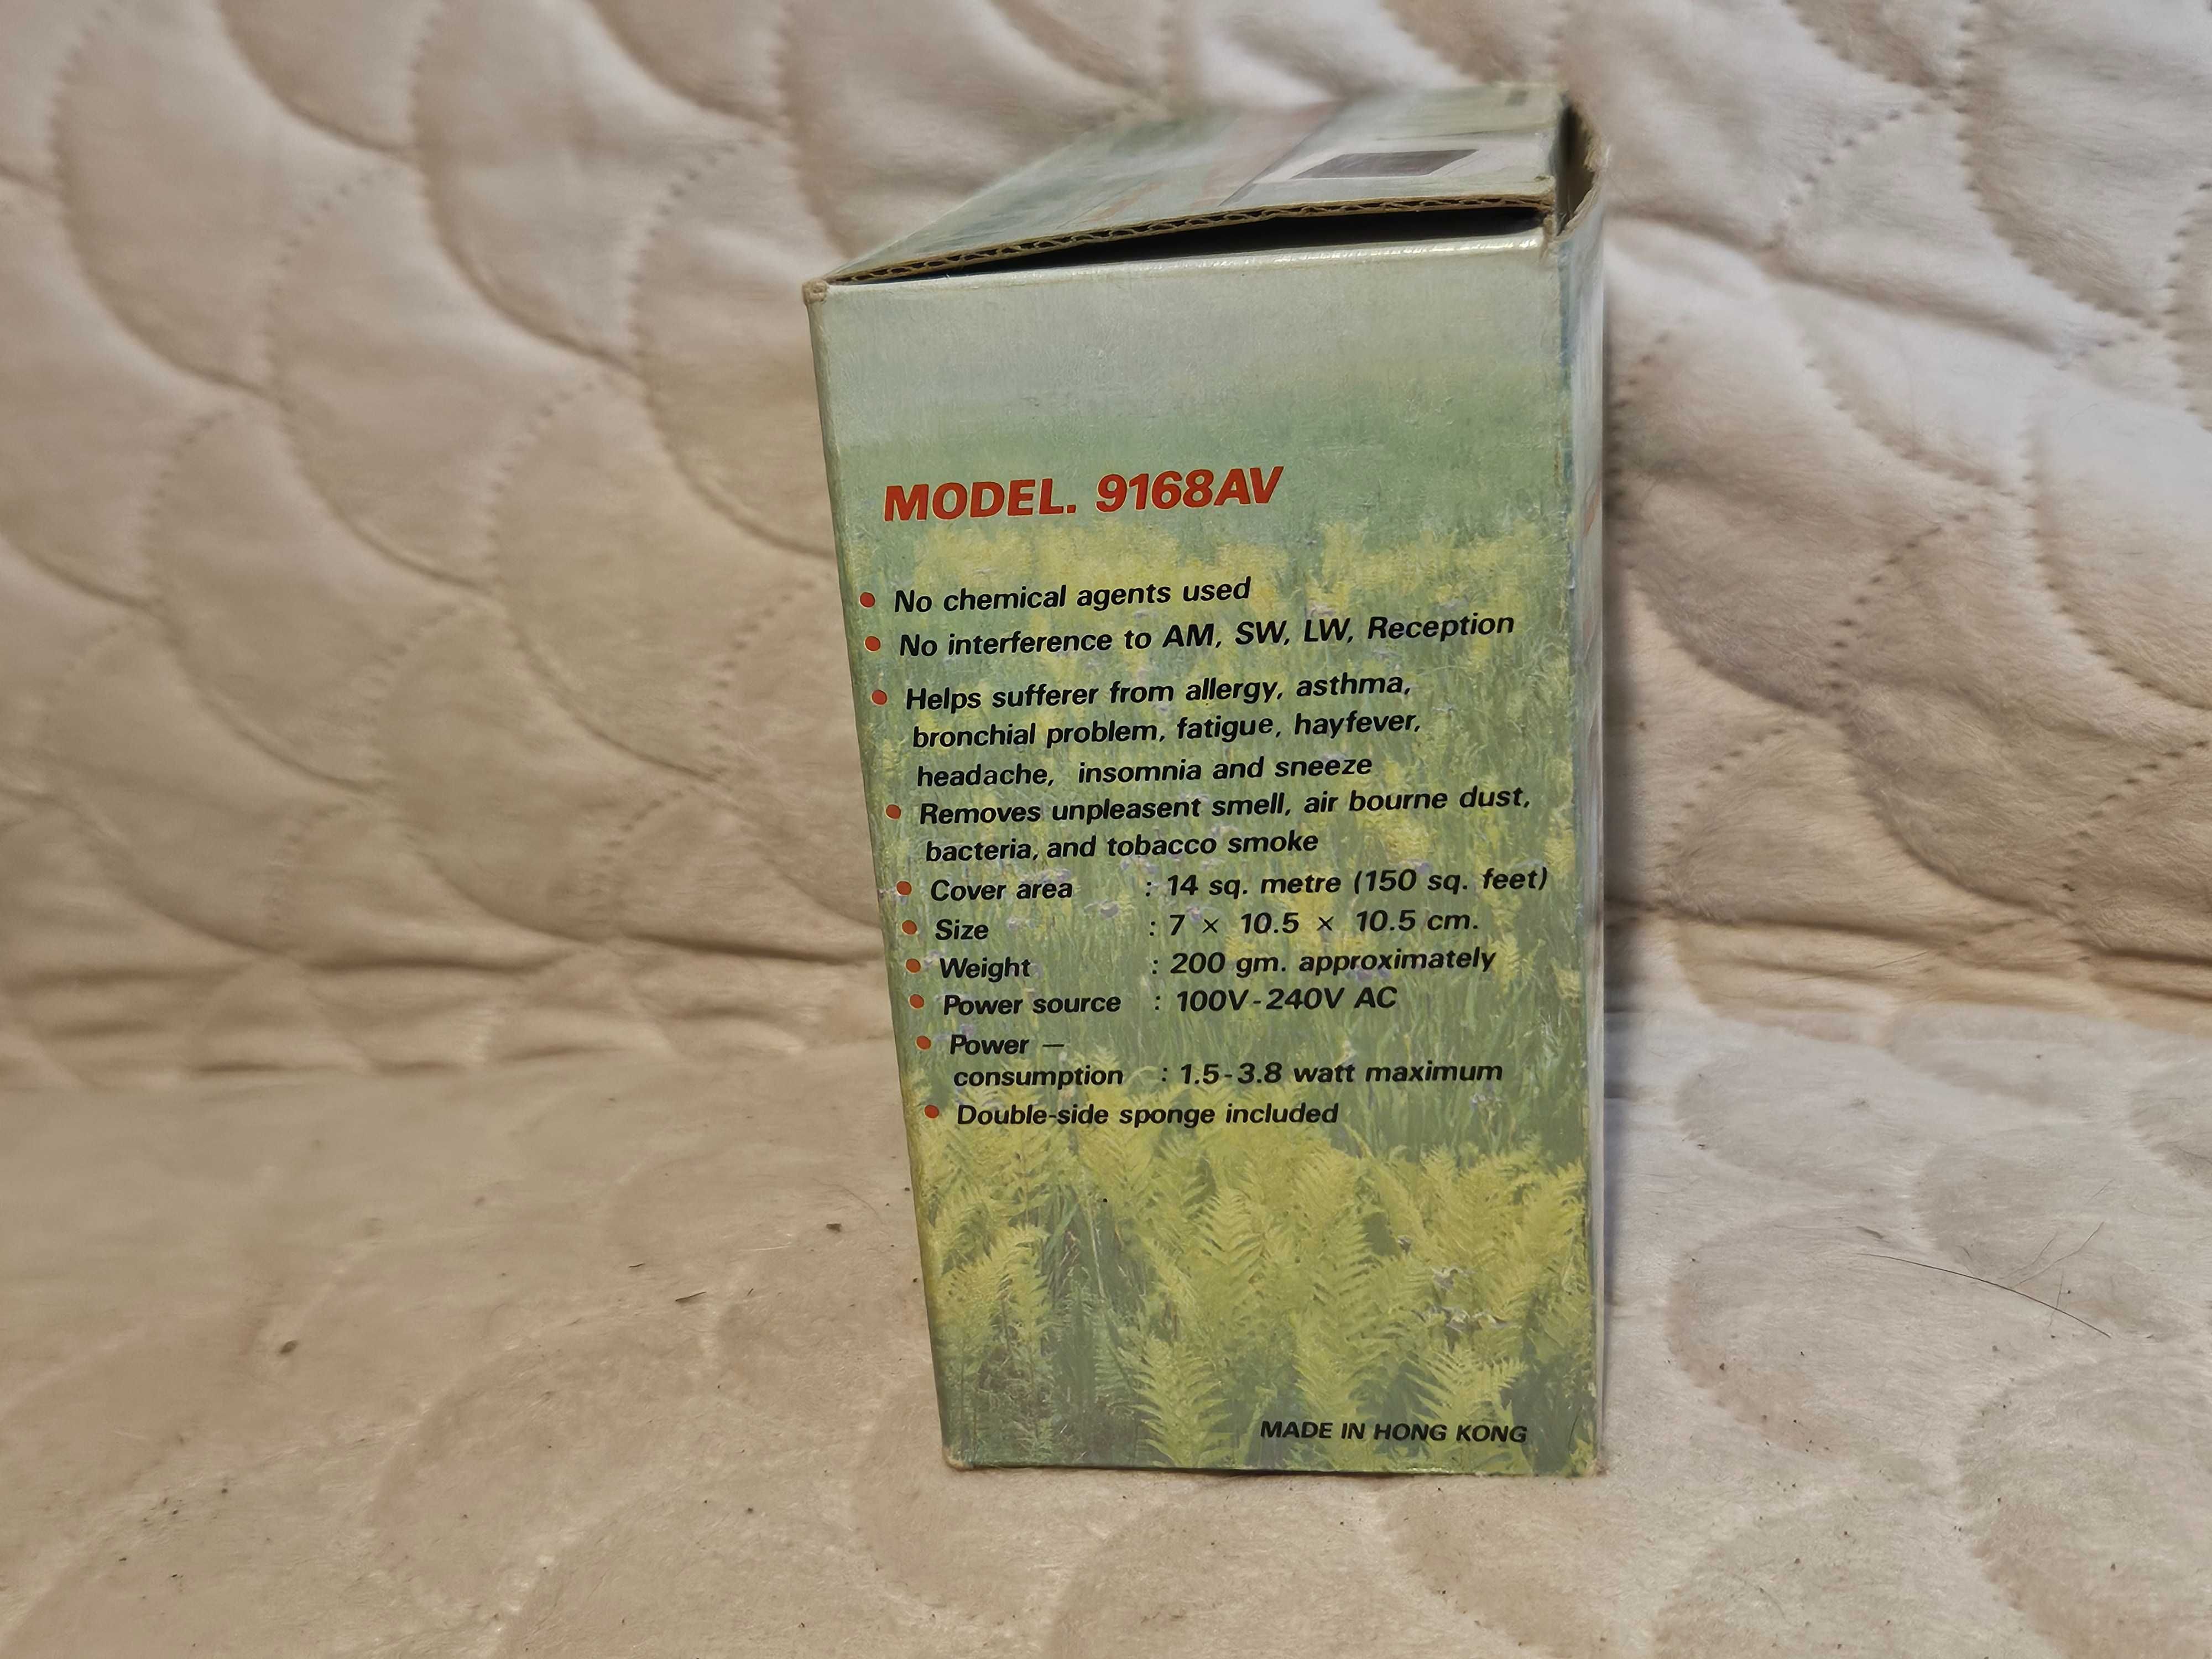 MODEL. 9168AV
• No chemical agents used
• No interference to AM, SW, LW, Reception
• Helps sufferer from allergy, asthma,
bronchial problem, fatigue, hayfever,
headache, insomnia and sneeze
• Removes unpleasent smell, air bourne dust,
bacteria, and tobacco smoke
• Cover area : 14 sq. metre (150 sq. feet)
• Size : 7 × 10.5 × 10.5 cm.
• Weight : 200 gm. approximately
• Power source : 100V-240V AC
• Power —
consumption : 1.5-3.8 watt maximum
• Double-side sponge included
MADE IN HONG KONG